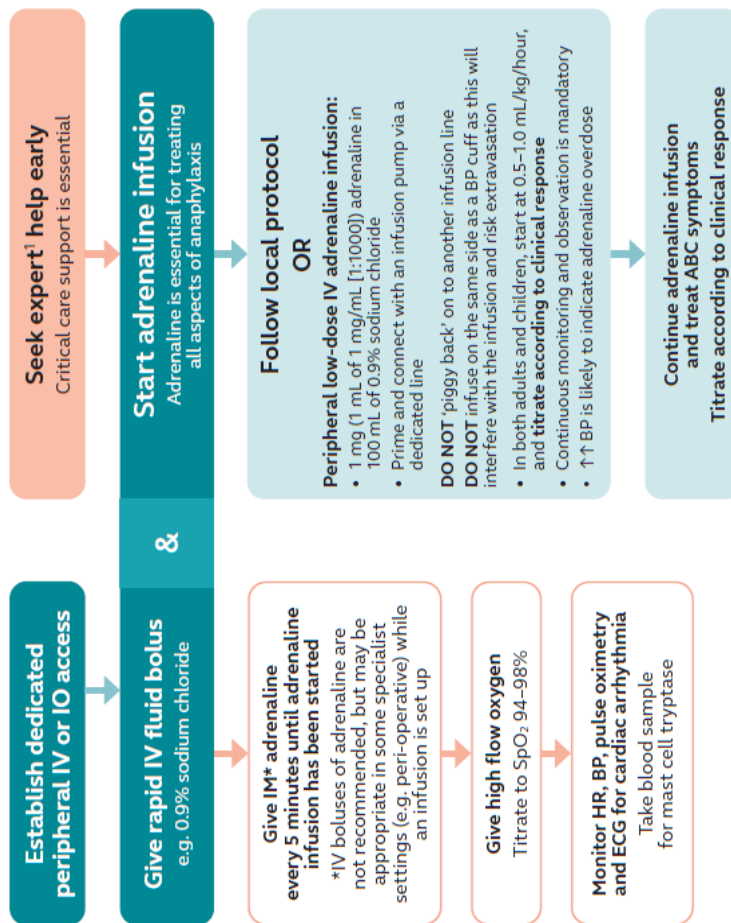 Establish dedicated
peripheral IV or IO access
Seek expert¹ help early
Critical care support is essential
Give rapid IV fluid bolus
e.g. 0.9% sodium chloride
&
Start adrenaline infusion
Adrenaline is essential for treating
all aspects of anaphylaxis
Give IM* adrenaline
every 5 minutes until adrenaline
infusion has been started
*IV boluses of adrenaline are
not recommended, but may be
appropriate in some specialist
settings (e.g. peri-operative) while
an infusion is set up
Give high flow oxygen
Titrate to SpO₂ 94–98%
Monitor HR, BP, pulse oximetry
and ECG for cardiac arrhythmia
Take blood sample
for mast cell tryptase
Follow local protocol
OR
Peripheral low-dose IV adrenaline infusion:
• 1 mg (1 mL of 1 mg/mL [1:1000]) adrenaline in
100 mL of 0.9% sodium chloride
• Prime and connect with an infusion pump via a
dedicated line
DO NOT ‘piggy back’ on to another infusion line
DO NOT infuse on the same side as a BP cuff as this will
interfere with the infusion and risk extravasation
• In both adults and children, start at 0.5–1.0 mL/kg/hour,
and titrate according to clinical response
• Continuous monitoring and observation is mandatory
• ↑↑ BP is likely to indicate adrenaline overdose
Continue adrenaline infusion
and treat ABC symptoms
Titrate according to clinical response